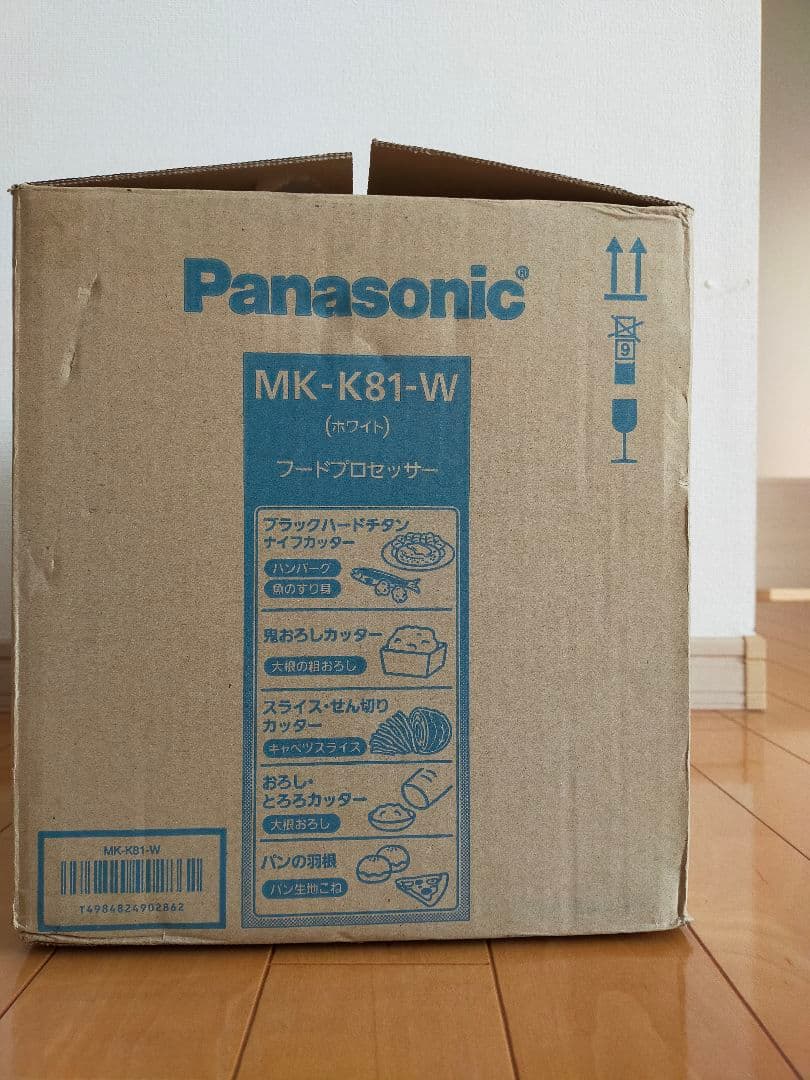 Panasonic®
MK-K81-W
(ホワイト)
フードプロセッサー
ブラックハードチタン
ナイフカッター
ハンバーグ
魚のすり身
鬼おろしカッター
大根の粗おろし
スライス・せん切り
カッター
キャベツスライス
おろし・
とろろカッター
大根おろし
パンの羽根
パン生地こね
9
MK-K81-W
T4984824902862